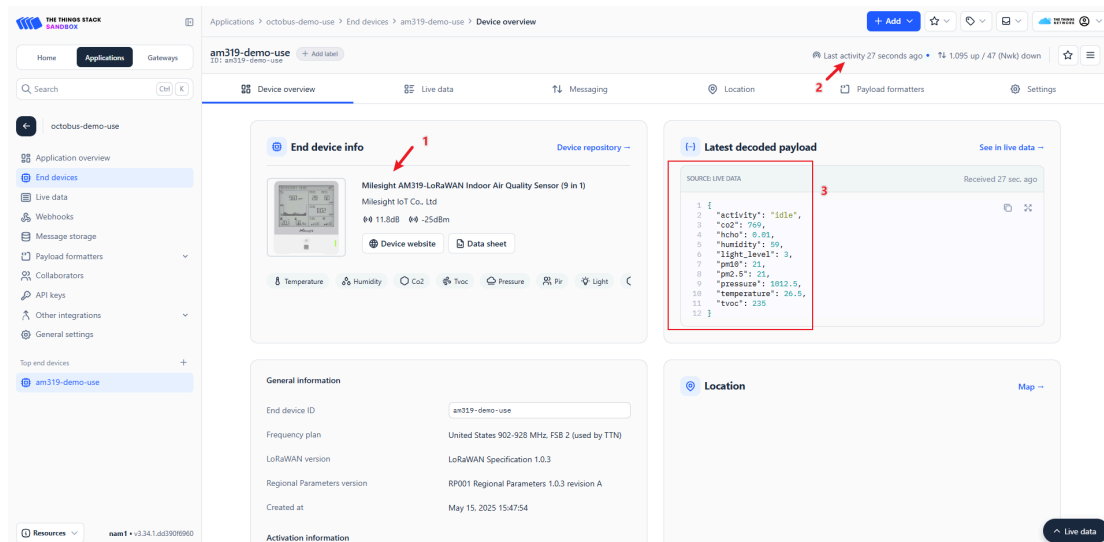 THE THINGS STACK
SANDBOX
Applications > octobus-demo-use > End devices > am319-demo-use > Device overview
+ Add
THE THINGS
NETWORK
Home
Applications
Gateways
am319-demo-use
+ Add label
ID: am319-demo-use
Last activity 27 seconds ago • ↑↓ 1,095 up / 47 (Nwk) down
Search
Ctrl
K
Device overview
Live data
Messaging
Location
Payload formatters
Settings
2
octobus-demo-use
Application overview
End devices
Live data
Webhooks
Message storage
Payload formatters
Collaborators
API keys
Other integrations
General settings
Top end devices
+
am319-demo-use
Resources
nam1 • v3.34.1.dd390f6960
End device info
1
Device repository →
Milesight AM319-LoRaWAN Indoor Air Quality Sensor (9 in 1)
Milesight IoT Co., Ltd
11.8dB
-25dBm
Device website
Data sheet
Temperature
Humidity
Co2
Tvoc
Pressure
Pir
Light
Latest decoded payload
See in live data →
SOURCE: LIVE DATA
Received 27 sec. ago
3
1 {
2 "activity": "idle",
3 "co2": 769,
4 "hcho": 0.01,
5 "humidity": 59,
6 "light_level": 3,
7 "pm10": 21,
8 "pm2.5": 21,
9 "pressure": 1012.5,
10 "temperature": 26.5,
11 "tvoc": 235
12 }
General information
End device ID
am319-demo-use
Frequency plan
United States 902-928 MHz, FSB 2 (used by TTN)
LoRaWAN version
LoRaWAN Specification 1.0.3
Regional Parameters version
RP001 Regional Parameters 1.0.3 revision A
Created at
May 15, 2025 15:47:54
Activation information
Location
Map →
Live data